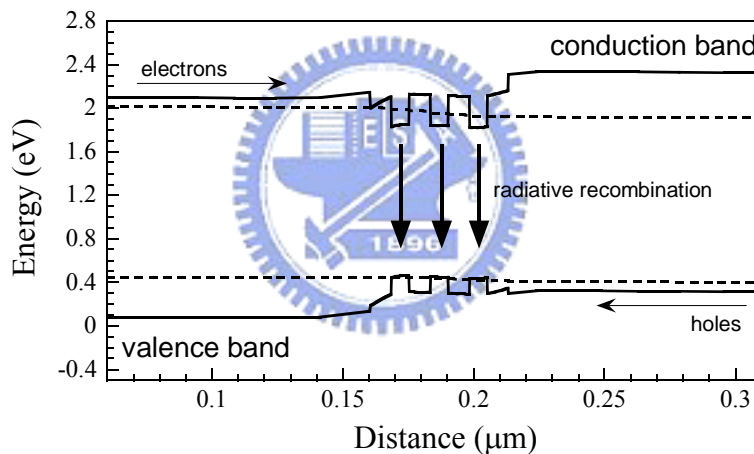 2.8
conduction band
2.4
electrons
2
1.6
radiative recombination
1.2
0.8
1896
0.4
0
holes
valence band
-0.4
0.1
0.15
0.2
0.25
0.3
Energy (eV)
Distance (μm)